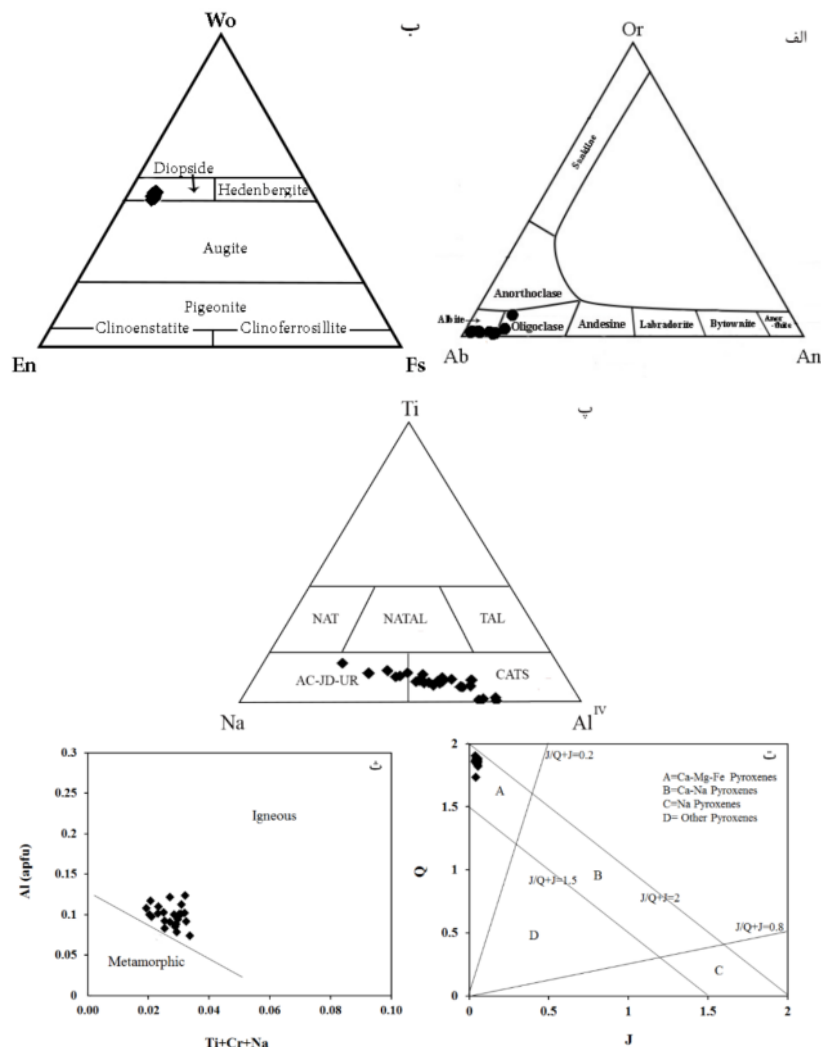 Wo
ب
Diopside
Hedenbergite
Augite
Pigeonite
Clinoenstatite
Clinoferrosillite
En
Fs
Or
الف
Sanidine
Anorthoclase
Albite
Oligoclase
Andesine
Labradorite
Bytownite
Anor
-thite
Ab
An
Ti
پ
NAT
NATAL
TAL
AC-JD-UR
CATS
Na
Al IV
0.3
0.25
0.2
0.15
0.1
0.05
0
Al (apfu)
ث
Igneous
Metamorphic
0.00
0.02
0.04
0.06
0.08
0.10
Ti+Cr+Na
2
1.5
1
0.5
0
Q
J/Q+J=0.2
ت
A=Ca-Mg-Fe Pyroxenes
B=Ca-Na Pyroxenes
C=Na Pyroxenes
D= Other Pyroxenes
A
B
J/Q+J=1.5
J/Q+J=2
D
J/Q+J=0.8
C
0
0.5
1
1.5
2
J